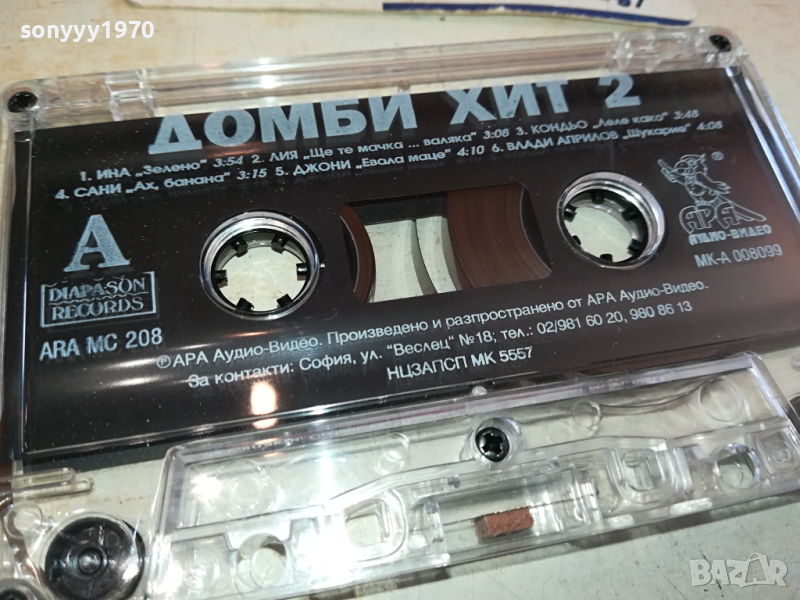 sonyyy1970
ДОМБИ ХИТ 2
1. ИНА „Зелено" 3:54 2. ЛИЯ „Ще те мачка ... валяка" 3:08 3. КОНДЬО „Леле како" 3:48
4. САНИ „Ах, банана" 3:15 5. ДЖОНИ „Евала маце" 4:10 6. ВЛАДИ АПРИЛОВ „Шукарие" 4:08
A
АРА
АУДИО-ВИДЕО
МК-А 008099
DIAPASON
RECORDS
ARA MC 208
℗АРА Аудио-Видео. Произведено и разпространено от АРА Аудио-Видео.
За контакти: София, ул. "Веслец" №18; тел.: 02/981 60 20, 980 86 13
НЦЗАПСП МК 5557
BAZAR